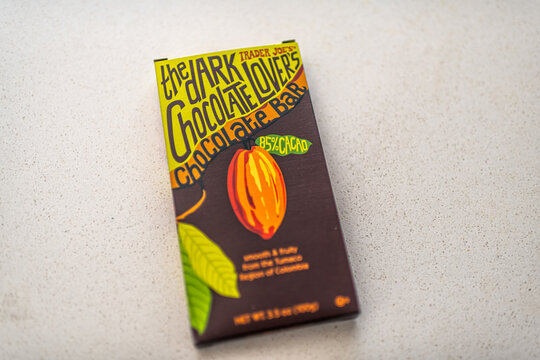 TRADER JOE'S
the dARK
CHOCOLATE LOVER'S
CHOCOLATE BAR
85% CACAO
smooth & fruity
from the Tumaco
Region of Colombia
NET WT. 3.5 oz (100g)